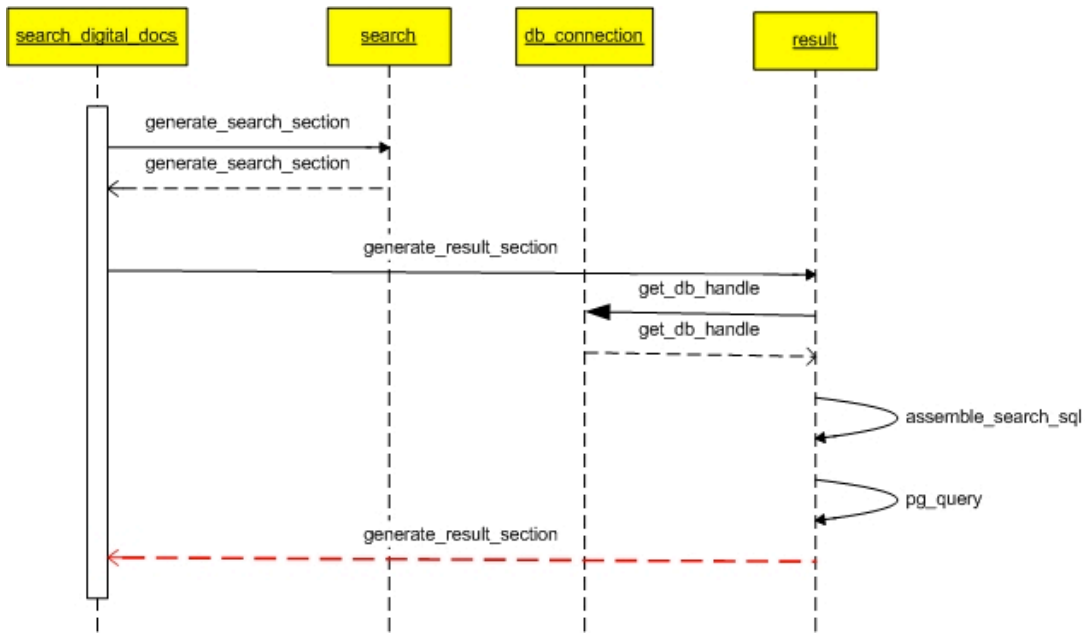 search_digital_docs
search
db_connection
result
generate_search_section
generate_search_section
generate_result_section
get_db_handle
get_db_handle
assemble_search_sql
pg_query
generate_result_section